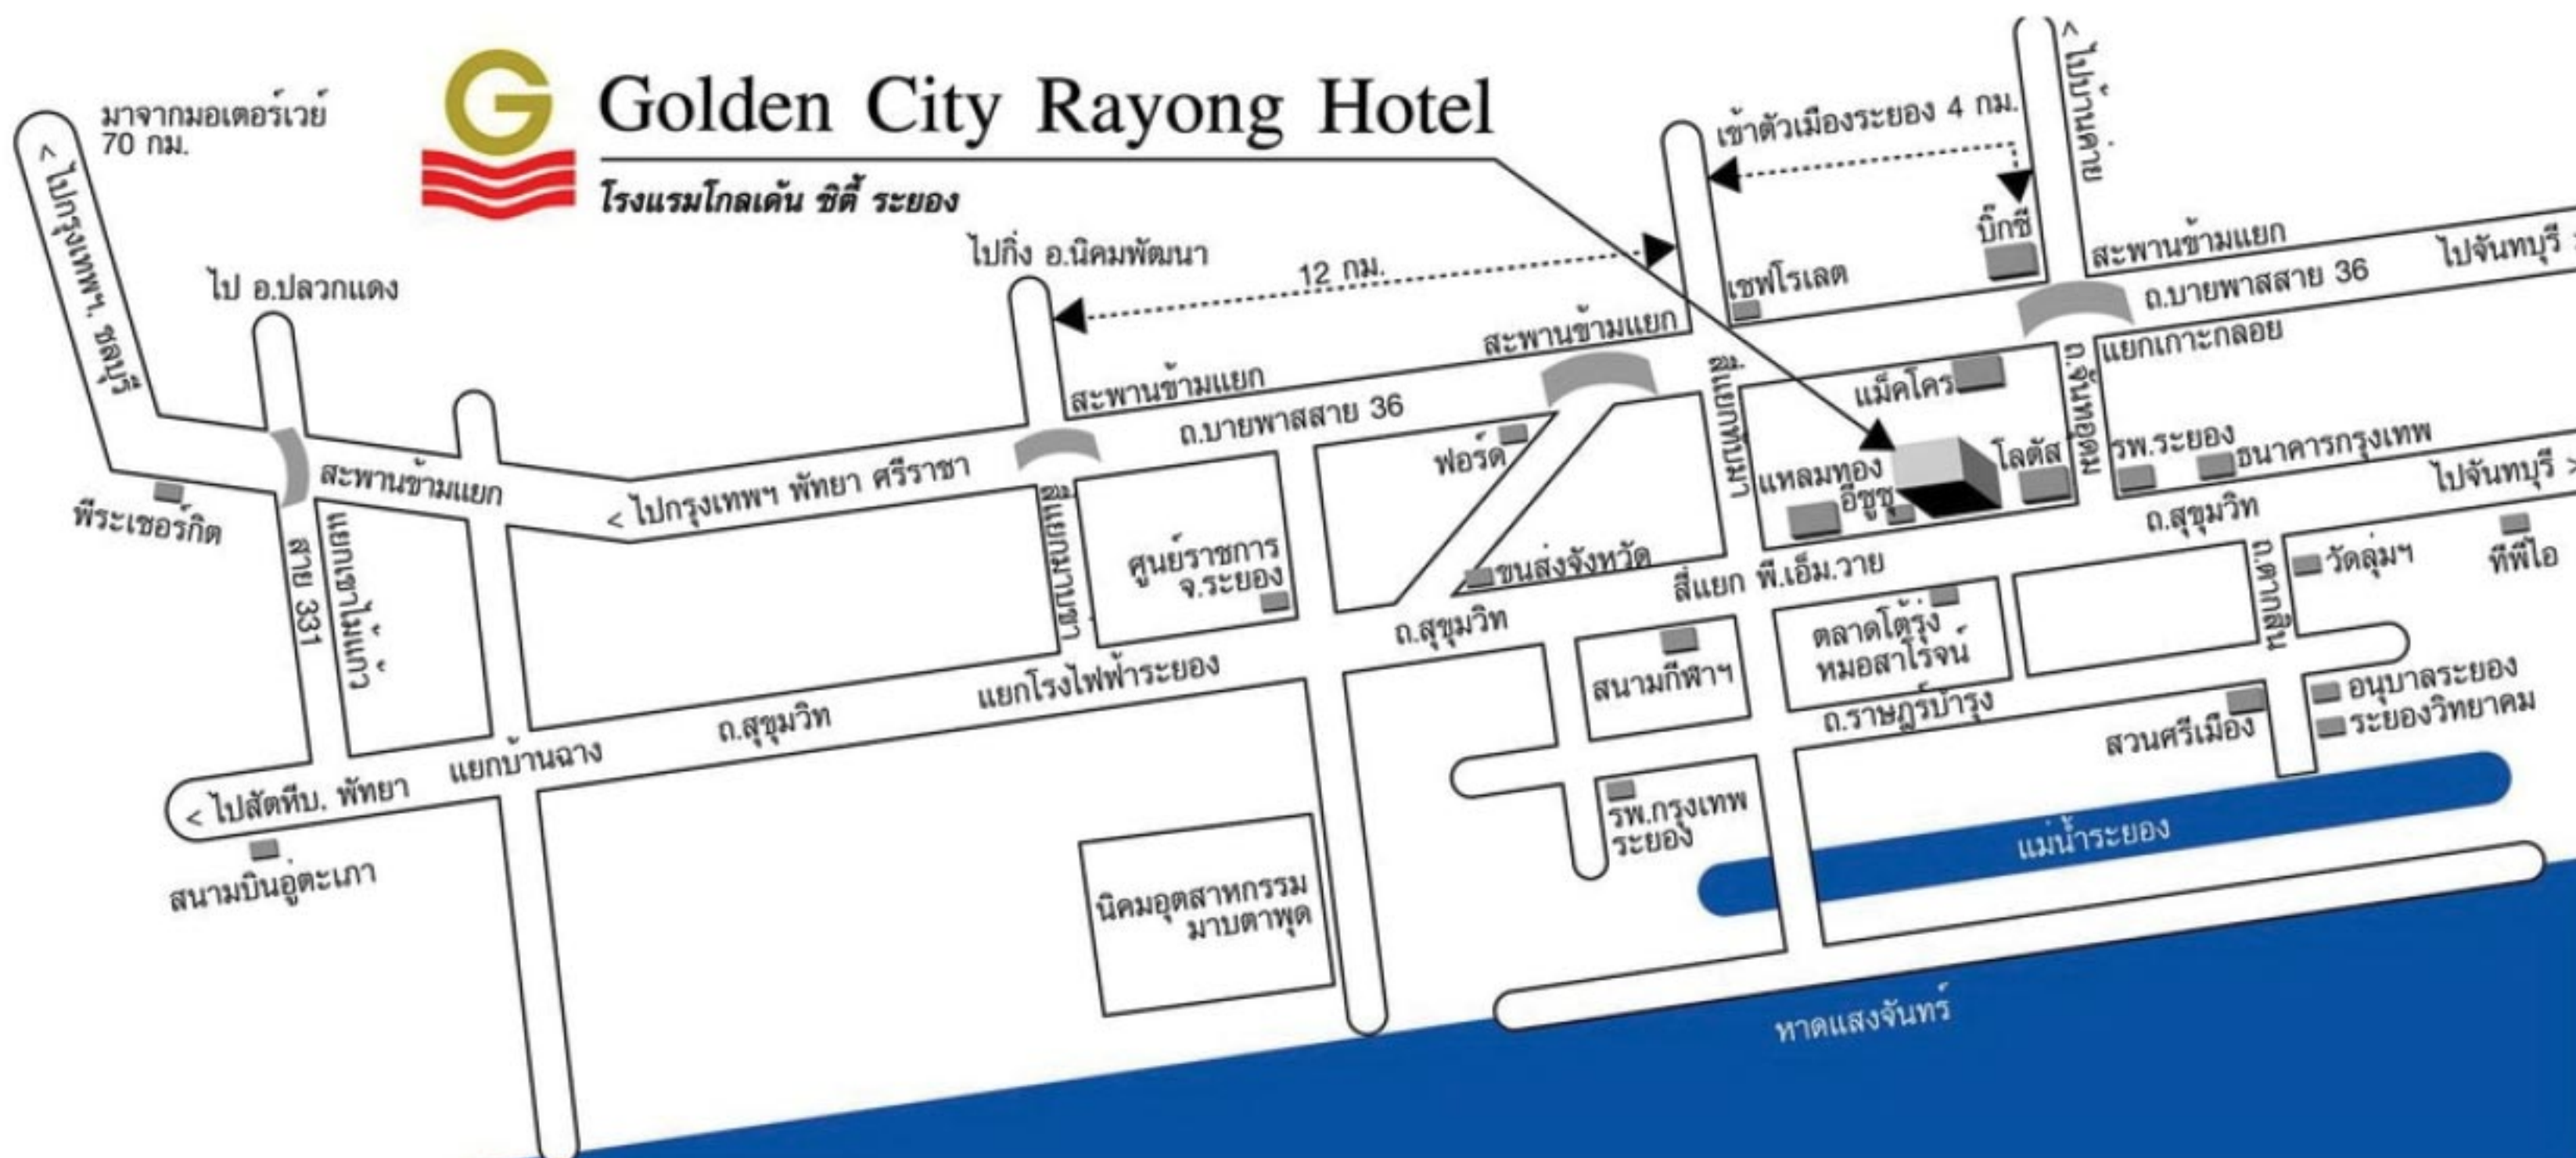 Golden City Rayong Hotel
โรงแรมโกลเด้น ซิตี้ ระยอง
มาจากมอเตอร์เวย์
70 กม.
< ไปกรุงเทพฯ. ชลบุรี
ไป อ.ปลวกแดง
ไปกิ่ง อ.นิคมพัฒนา
12 กม.
เข้าตัวเมืองระยอง 4 กม.
< ไปบ้านค่าย
บิ๊กซี
เชฟโรเลต
สะพานข้ามแยก
ไปจันทบุรี >
ถ.บายพาสสาย 36
แยกเกาะกลอย
สะพานข้ามแยก
สะพานข้ามแยก
ถ.บายพาสสาย 36
สี่แยกทับมา
แม็คโคร
ถ.จันทอุดม
ฟอร์ด
แหลมทอง
อีซูซุ
โลตัส
รพ.ระยอง
ธนาคารกรุงเทพ
ไปจันทบุรี >
สะพานข้ามแยก
< ไปกรุงเทพฯ พัทยา ศรีราชา
พีระเซอร์กิต
สาย 331
แยกเขาไม้แก้ว
สี่แยกมาบข่า
ศูนย์ราชการ
จ.ระยอง
ขนส่งจังหวัด
สี่แยก พี.เอ็ม.วาย
ถ.สุขุมวิท
ถ.ตากสิน
วัดลุ่มฯ
ทีพีไอ
ถ.สุขุมวิท
ตลาดโต้รุ่ง
หมอสาโรจน์
สนามกีฬาฯ
แยกโรงไฟฟ้าระยอง
ถ.สุขุมวิท
แยกบ้านฉาง
< ไปสัตหีบ. พัทยา
สนามบินอู่ตะเภา
ถ.ราษฎร์บำรุง
สวนศรีเมือง
อนุบาลระยอง
ระยองวิทยาคม
รพ.กรุงเทพ
ระยอง
แม่น้ำระยอง
นิคมอุตสาหกรรม
มาบตาพุด
หาดแสงจันทร์